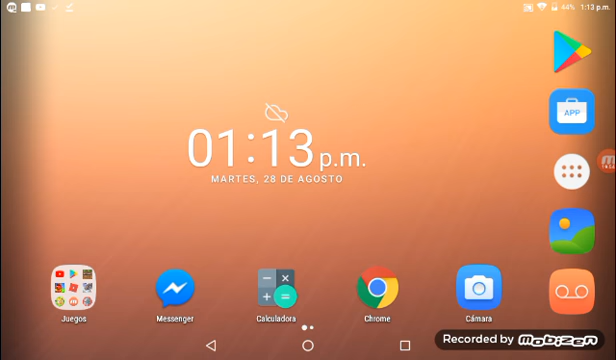 44% 1:13 p.m.
01:13 p.m.
MARTES, 28 DE AGOSTO
APP
Juegos
Messenger
Calculadora
Chrome
Cámara
Recorded by MOBIZEN